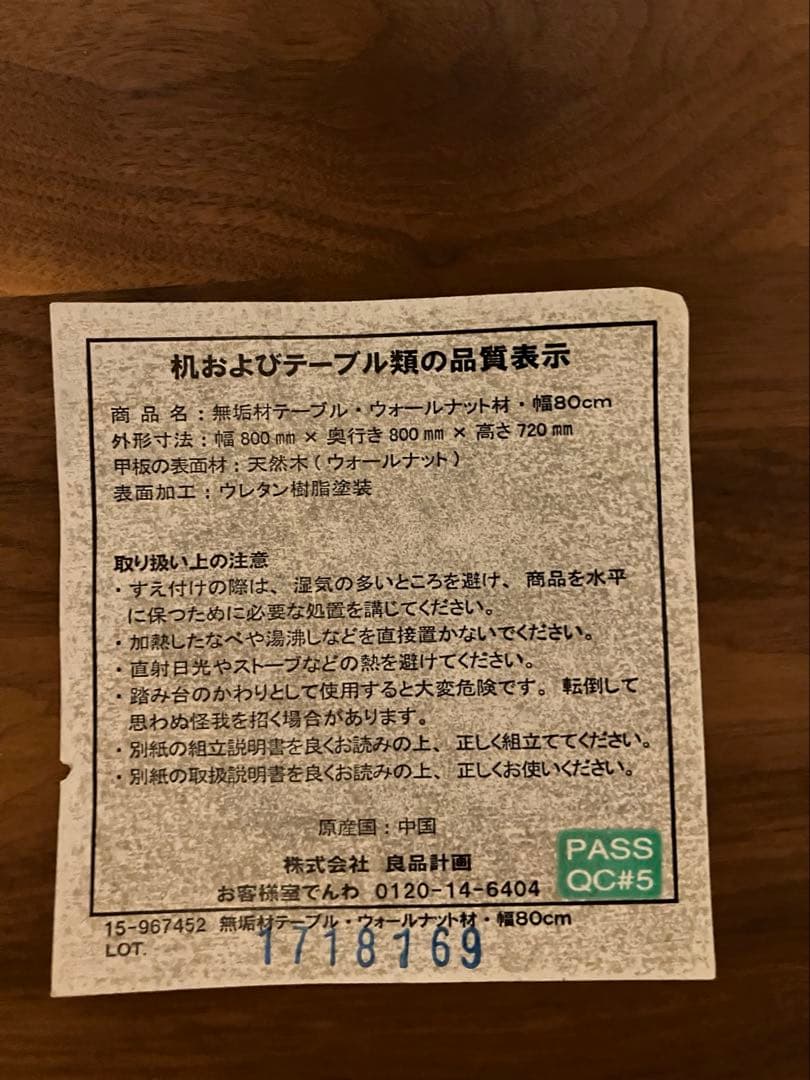 机およびテーブル類の品質表示
商品名：無垢材テーブル・ウォールナット材・幅80cm
外形寸法：幅800mm×奥行き800mm×高さ720mm
甲板の表面材：天然木（ウォールナット）
表面加工：ウレタン樹脂塗装
取り扱い上の注意
・すえ付けの際は、湿気の多いところを避け、商品を水平
に保つために必要な処置を講じてください。
・加熱したなべや湯沸しなどを直接置かないでください。
・直射日光やストーブなどの熱を避けてください。
・踏み台のかわりとして使用すると大変危険です。転倒して
思わぬ怪我を招く場合があります。
・別紙の組立説明書を良くお読みの上、正しく組立ててください。
・別紙の取扱説明書を良くお読みの上、正しくお使いください。
原産国：中国
株式会社 良品計画
お客様室でんわ 0120-14-6404
PASS
QC#5
15-967452 無垢材テーブル・ウォールナット材・幅80cm
LOT. 1718169